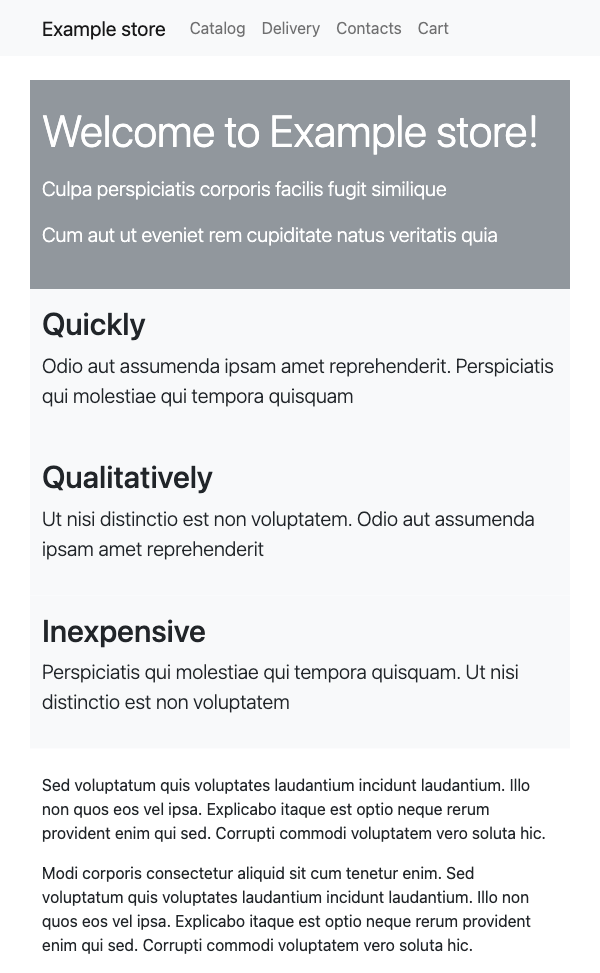 Example store Catalog Delivery Contacts Cart
Welcome to Example store!
Culpa perspiciatis corporis facilis fugit similique
Cum aut ut eveniet rem cupiditate natus veritatis quia
Quickly
Odio aut assumenda ipsam amet reprehenderit. Perspiciatis
qui molestiae qui tempora quisquam
Qualitatively
Ut nisi distinctio est non voluptatem. Odio aut assumenda
ipsam amet reprehenderit
Inexpensive
Perspiciatis qui molestiae qui tempora quisquam. Ut nisi
distinctio est non voluptatem
Sed voluptatum quis voluptates laudantium incidunt laudantium. Illo
non quos eos vel ipsa. Explicabo itaque est optio neque rerum
provident enim qui sed. Corrupti commodi voluptatem vero soluta hic.
Modi corporis consectetur aliquid sit cum tenetur enim. Sed
voluptatum quis voluptates laudantium incidunt laudantium. Illo non
quos eos vel ipsa. Explicabo itaque est optio neque rerum provident
enim qui sed. Corrupti commodi voluptatem vero soluta hic.